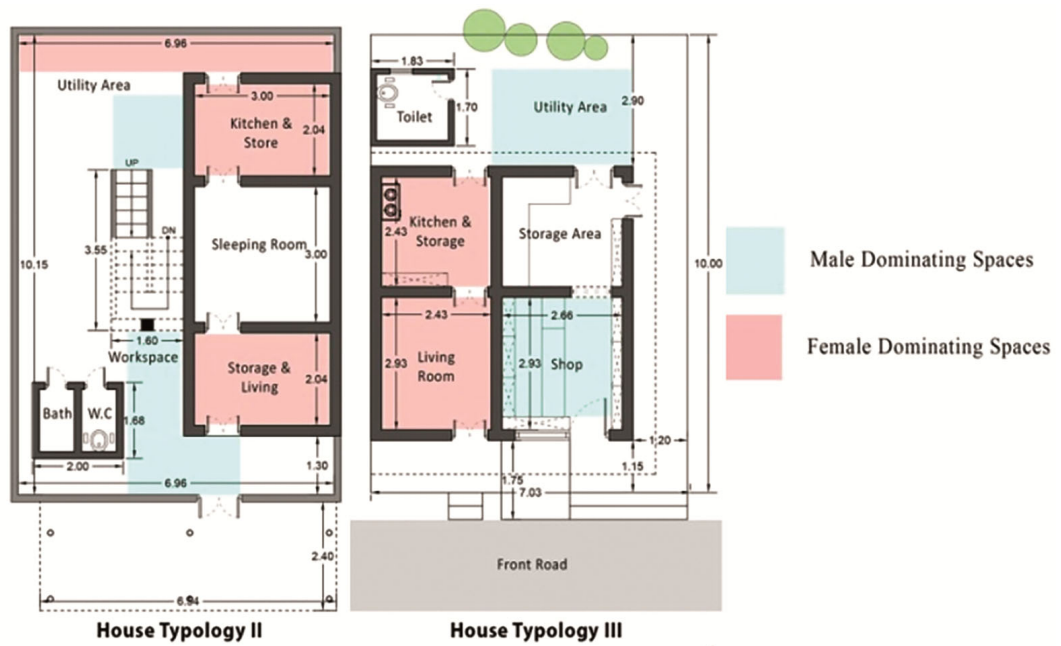 6.96
Utility Area
3.00
Kitchen &
Store
2.04
UP
DN
3.55
10.15
Sleeping Room
3.00
1.60
Workspace
Storage &
Living
2.04
Bath
W.C
1.68
2.00
1.30
6.96
2.40
6.94
House Typology II
1.83
Toilet
1.70
Utility Area
2.90
Kitchen &
Storage
2.43
Storage Area
10.00
2.43
2.66
2.93
Living
Room
2.93
Shop
1.20
1.15
1.75
7.03
Front Road
House Typology III
Male Dominating Spaces
Female Dominating Spaces